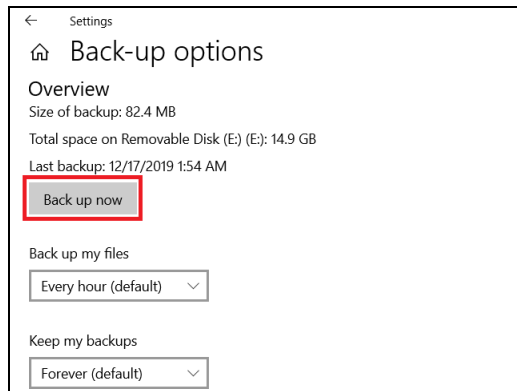 Settings
Back-up options
Overview
Size of backup: 82.4 MB
Total space on Removable Disk (E:) (E:): 14.9 GB
Last backup: 12/17/2019 1:54 AM
Back up now
Back up my files
Every hour (default)
Keep my backups
Forever (default)